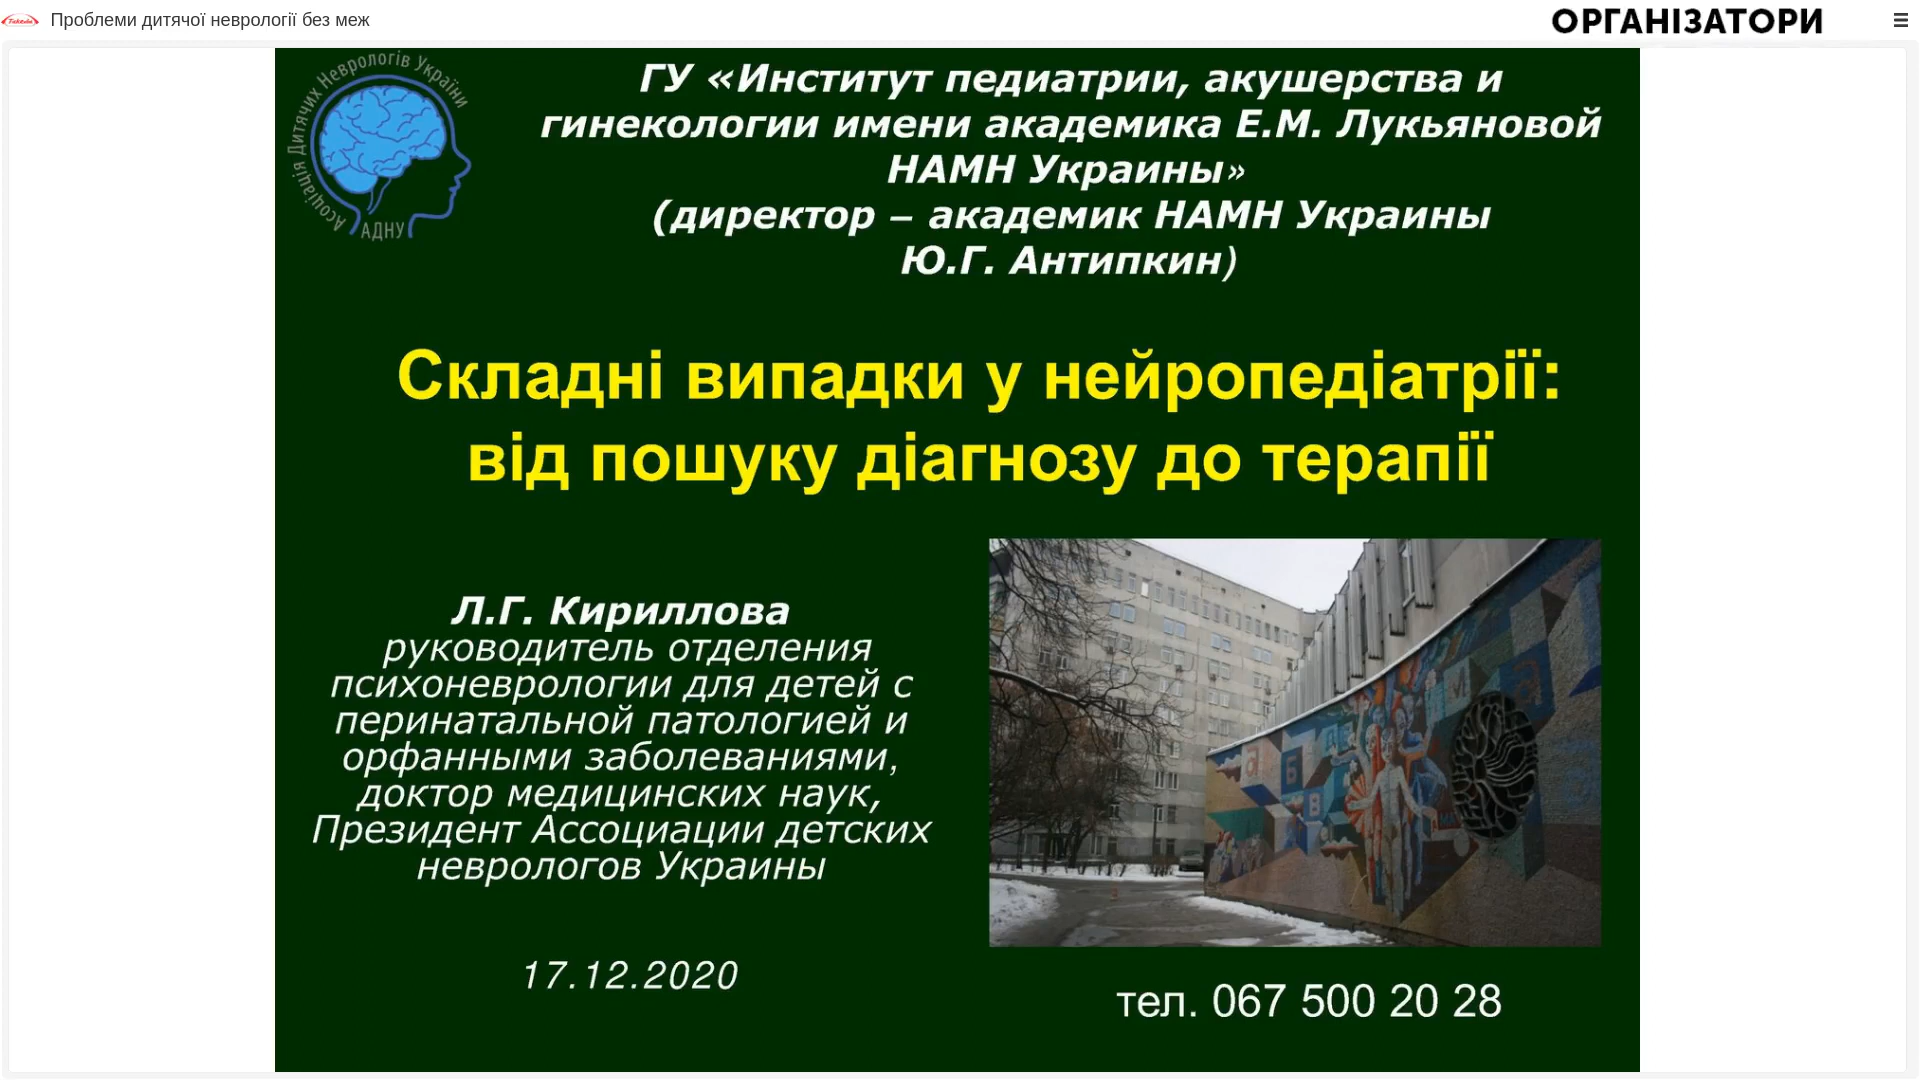 Takeda
Проблеми дитячої неврології без меж
ОРГАНІЗАТОРИ
Асоціація Дитячих Неврологів України
АДНУ
ГУ «Институт педиатрии, акушерства и
гинекологии имени академика Е.М. Лукьяновой
НАМН Украины»
(директор – академик НАМН Украины
Ю.Г. Антипкин)
Складні випадки у нейропедіатрії:
від пошуку діагнозу до терапії
Л.Г. Кириллова
руководитель отделения
психоневрологии для детей с
перинатальной патологией и
орфанными заболеваниями,
доктор медицинских наук,
Президент Ассоциации детских
неврологов Украины
17.12.2020
тел. 067 500 20 28